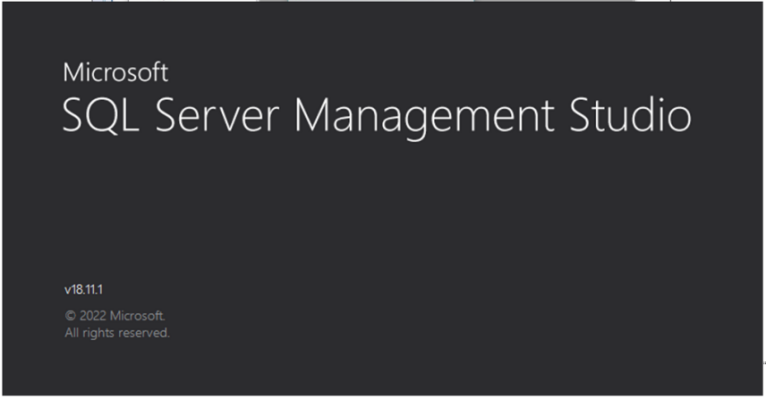 Microsoft
SQL Server Management Studio
v18.11.1
© 2022 Microsoft.
All rights reserved.